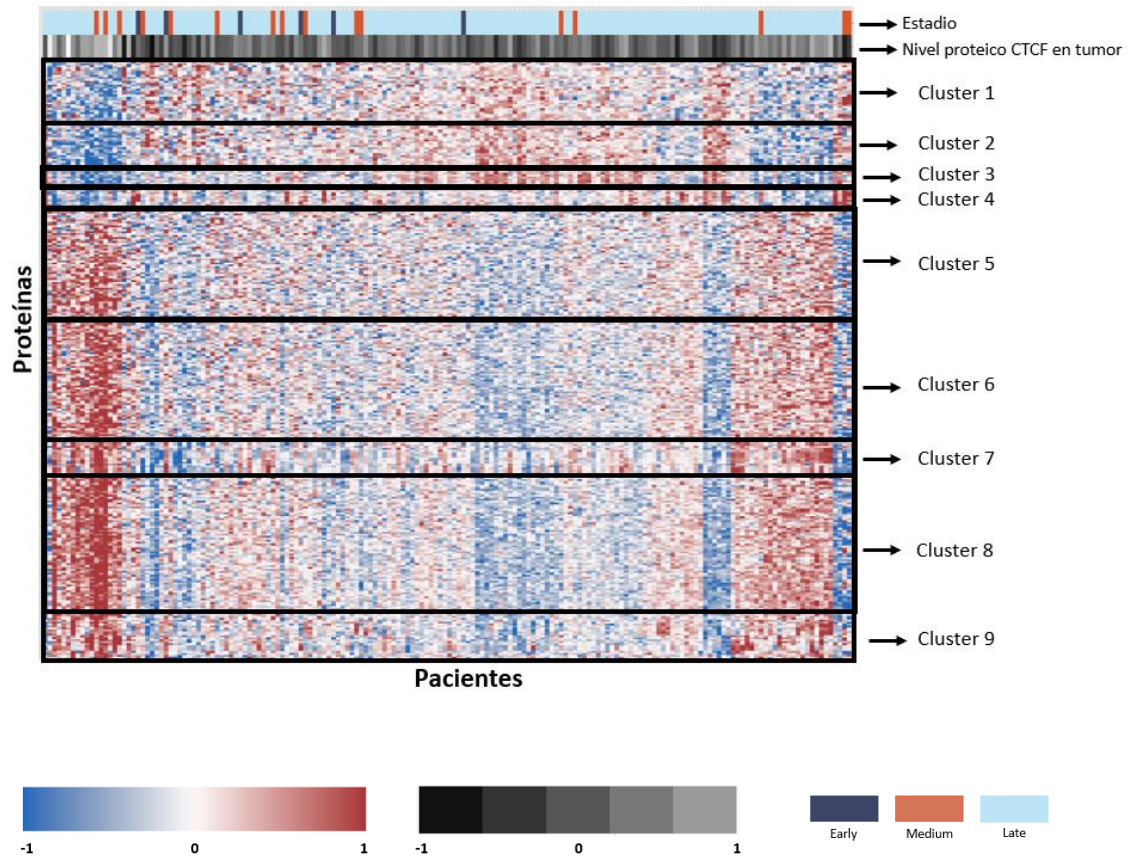 Estadio
Nivel proteico CTCF en tumor
Cluster 1
Cluster 2
Cluster 3
Cluster 4
Cluster 5
Cluster 6
Cluster 7
Cluster 8
Cluster 9
Proteínas
Pacientes
-1 0 1
-1 0 1
Early Medium Late